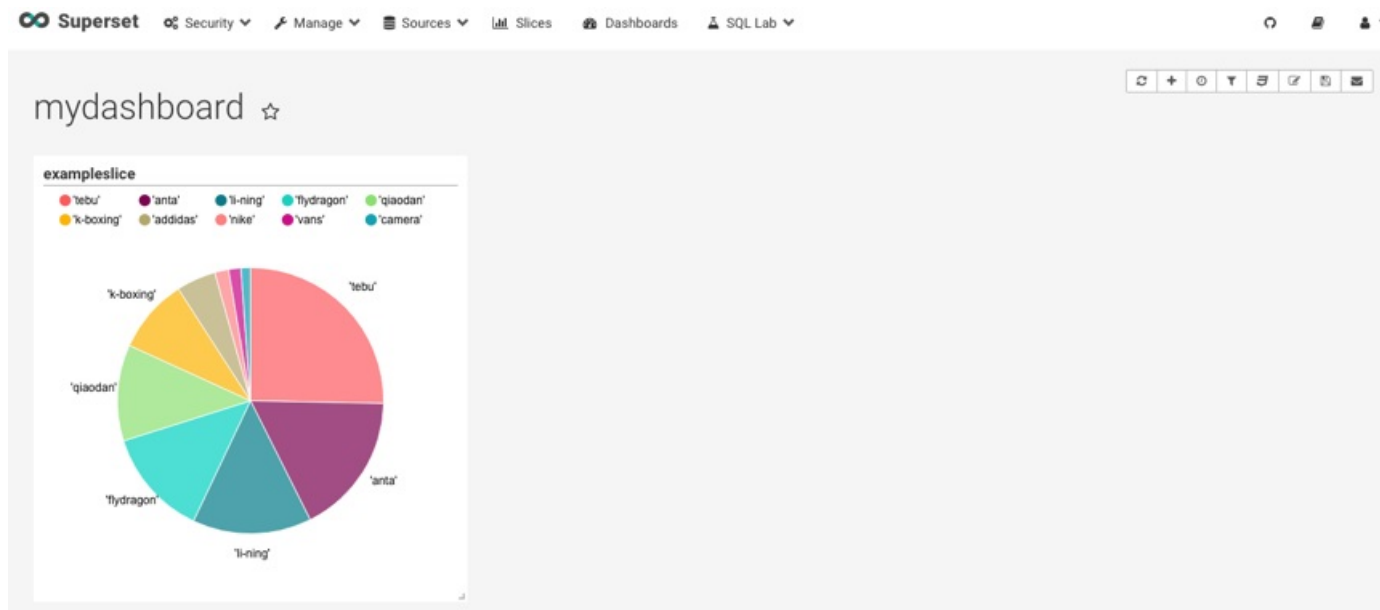 Superset Security Manage Sources Slices Dashboards SQL Lab
mydashboard
exampleslice
'tebu' 'anta' 'li-ning' 'flydragon' 'qiaodan'
'k-boxing' 'addidas' 'nike' 'vans' 'camera'
'tebu'
'k-boxing'
'qiaodan'
'anta'
'flydragon'
'li-ning'